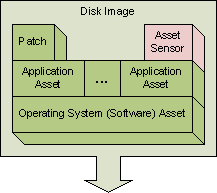 Disk Image
Patch
Asset
Sensor
Application
Asset
...
Application
Asset
Operating System (Software) Asset